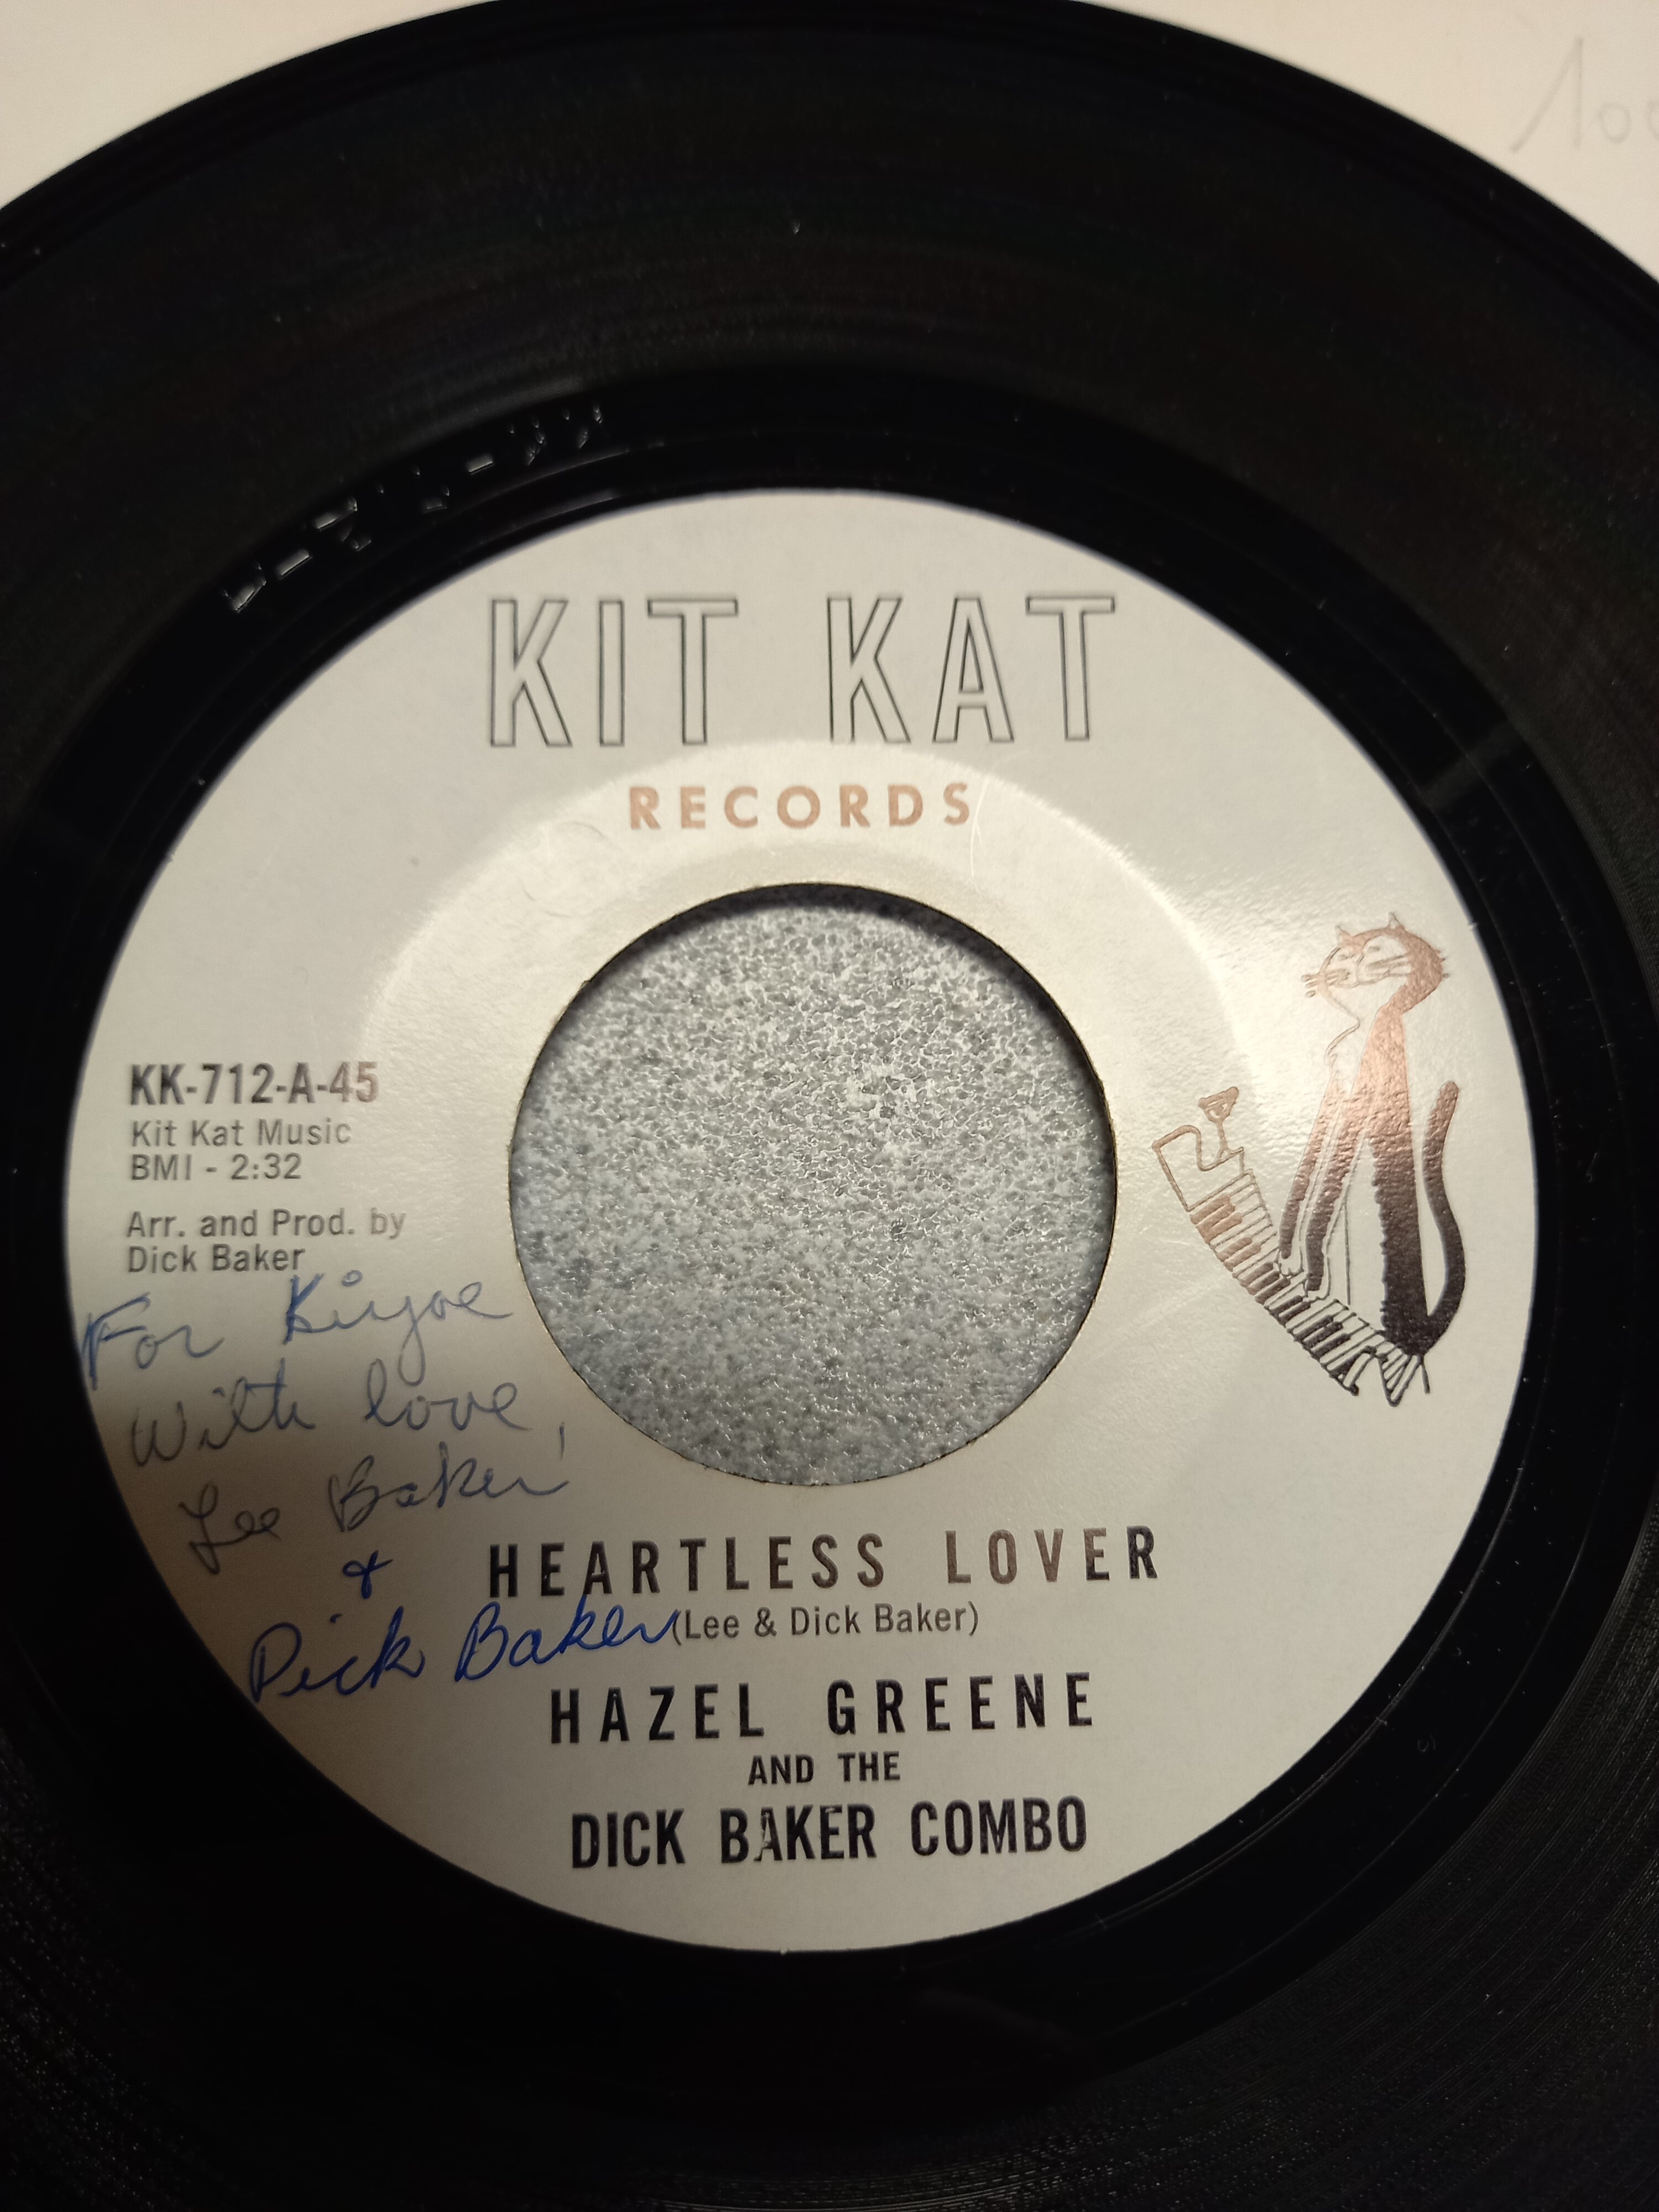 KIT KAT
RECORDS
KK-712-A-45
Kit Kat Music
BMI - 2:32
Arr. and Prod. by
Dick Baker
For
With love,
Lee Baker
&
Dick Baker
HEARTLESS LOVER
(Lee & Dick Baker)
HAZEL GREENE
AND THE
DICK BAKER COMBO